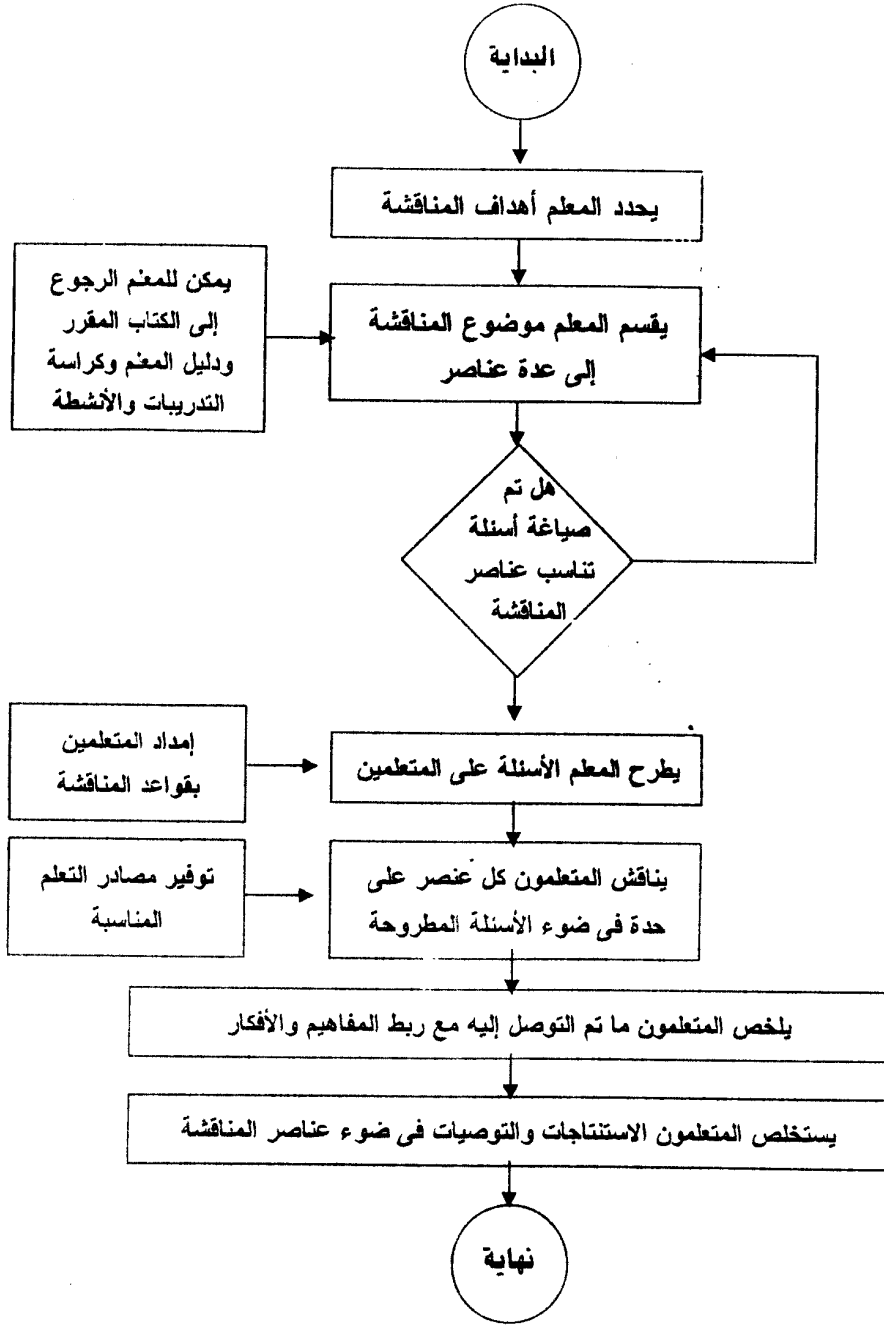 البداية
يحدد المعلم أهداف المناقشة
يمكن للمعلم الرجوع
إلى الكتاب المقرر
ودليل المعلم وكراسة
التدريبات والأنشطة
يقسم المعلم موضوع المناقشة
إلى عدة عناصر
هل تم
صياغة أسئلة
تناسب عناصر
المناقشة
إمداد المتعلمين
بقواعد المناقشة
يطرح المعلم الأسئلة على المتعلمين
توفير مصادر التعلم
المناسبة
يناقش المتعلمون كل عنصر على
حدة فى ضوء الأسئلة المطروحة
يلخص المتعلمون ما تم التوصل إليه مع ربط المفاهيم والأفكار
يستخلص المتعلمون الاستنتاجات والتوصيات فى ضوء عناصر المناقشة
نهاية